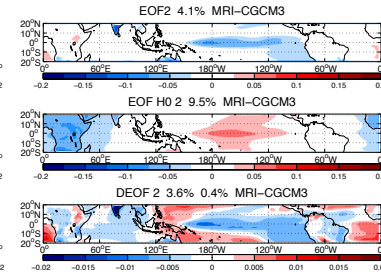 EOF2 4.1% MRI−CGCM3
20°N
10°N
0°
10°S
20°S
0° 60°E 120°E 180°W 120°W 60°W
−0.2 −0.15 −0.1 −0.05 0 0.05 0.1 0.15 0.
EOF H0 2 9.5% MRI−CGCM3
20°N
10°N
0°
10°S
20°S
0° 60°E 120°E 180°W 120°W 60°W
−0.2 −0.15 −0.1 −0.05 0 0.05 0.1 0.15 0.
DEOF 2 3.6% 0.4% MRI−CGCM3
20°N
10°N
0°
10°S
20°S
0° 60°E 120°E 180°W 120°W 60°W
−0.02 −0.015 −0.01 −0.005 0 0.005 0.01 0.015 0.0